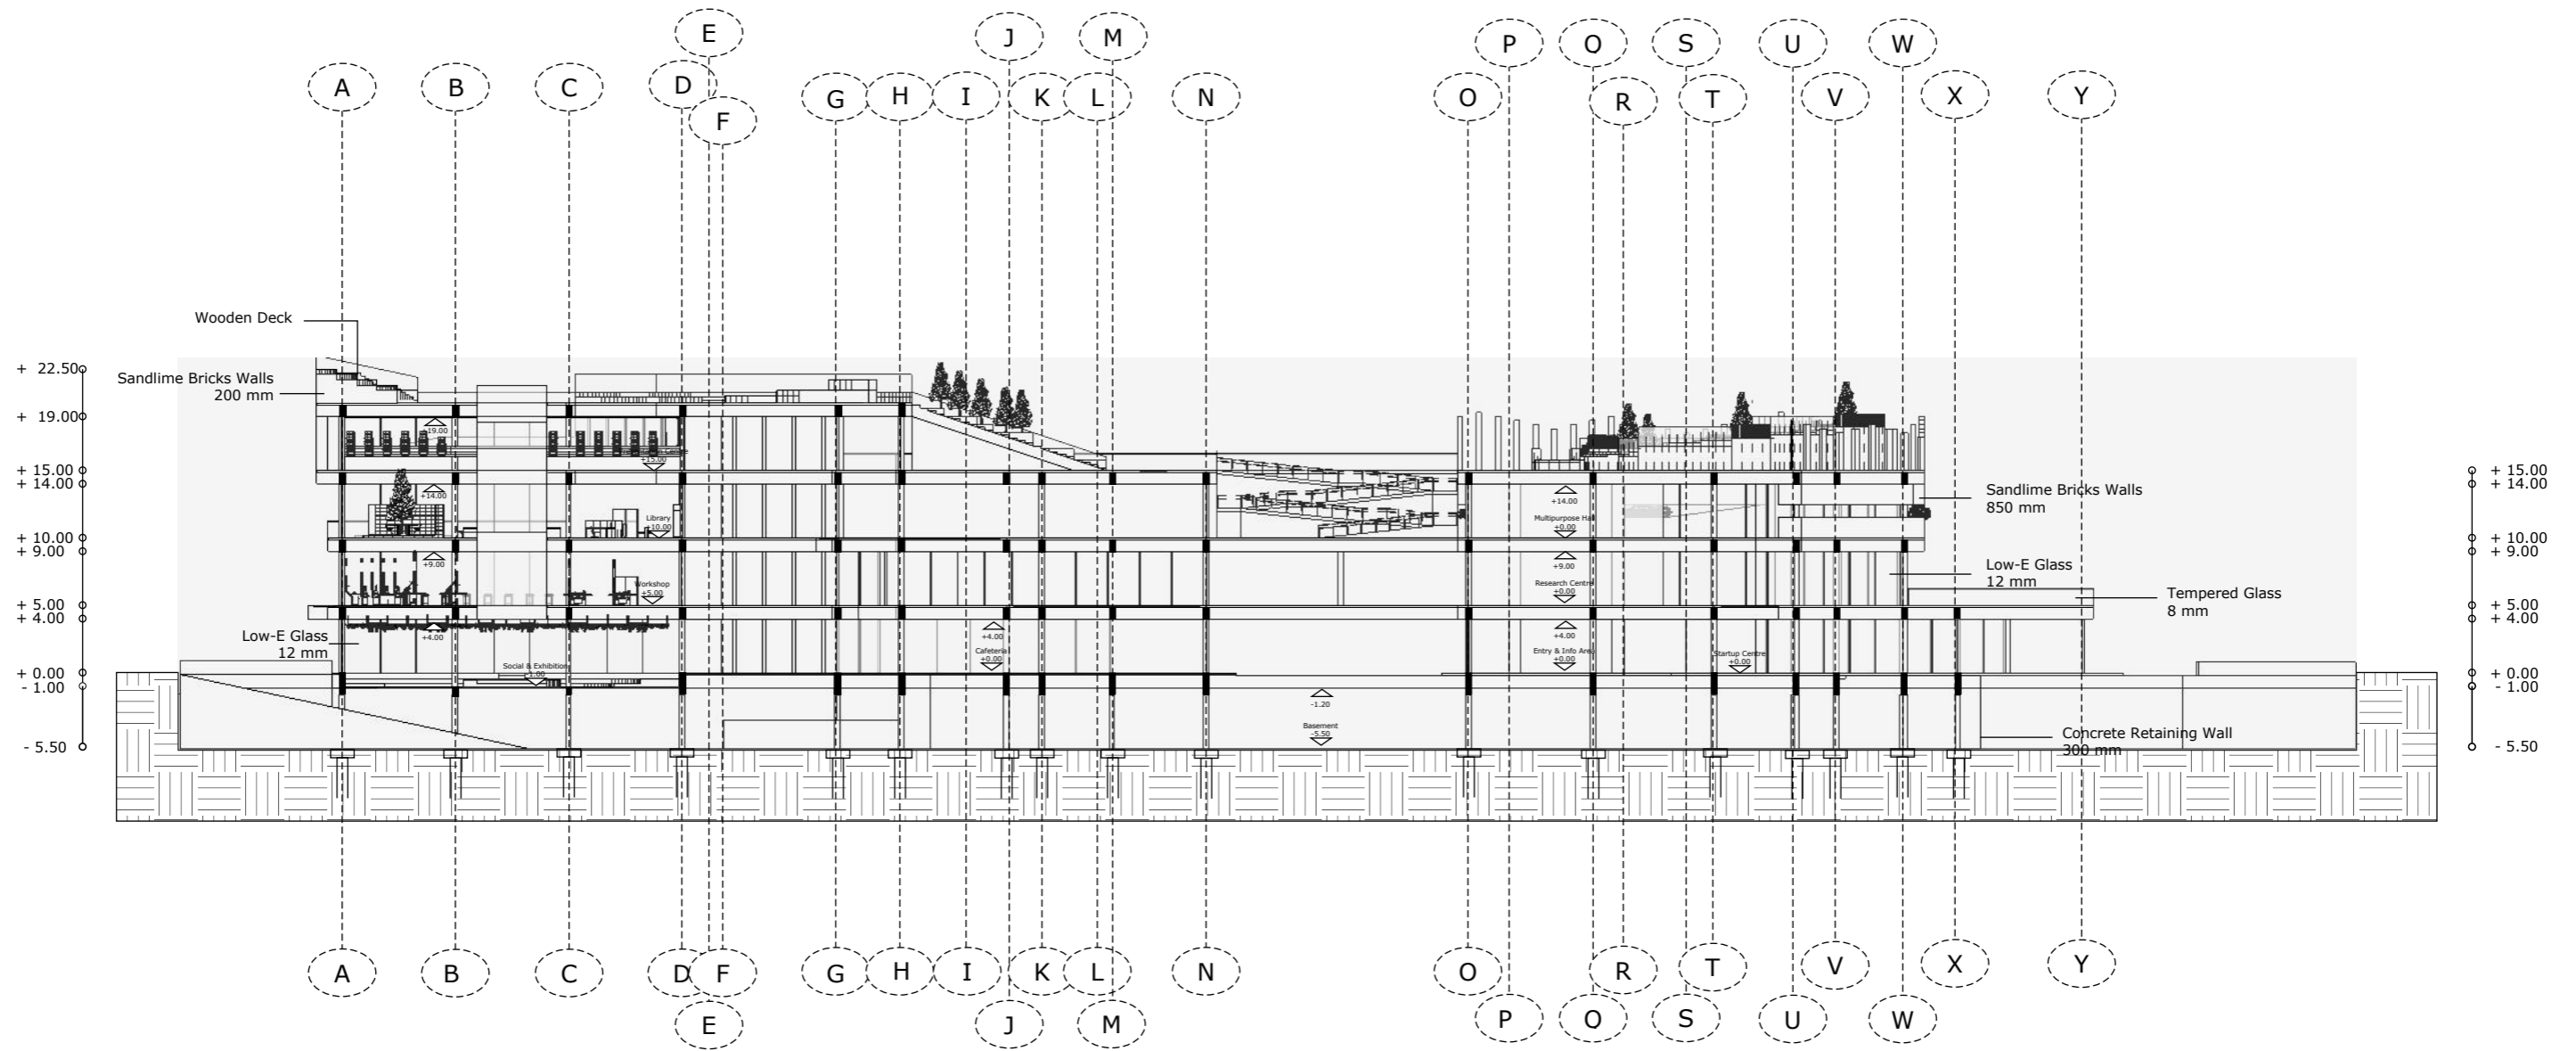 E
J
M
P
Q
S
U
W
A
B
C
D
F
G
H
I
K
L
N
O
R
T
V
X
Y
Wooden Deck
Sandlime Bricks Walls
200 mm
+ 22.50
+ 19.00
+ 15.00
+ 14.00
+ 10.00
+ 9.00
+ 5.00
+ 4.00
+ 0.00
- 1.00
- 5.50
Low-E Glass
12 mm
+19.00
+15.00
+14.00
Library
+10.00
+9.00
Workshop
+5.00
+4.00
Social & Exhibition
-1.00
+4.00
Cafeteria
+0.00
-1.20
Basement
-5.50
+14.00
Multipurpose Hall
+0.00
+9.00
Research Centre
+0.00
+4.00
Entry & Info Area
+0.00
Startup Centre
+0.00
Sandlime Bricks Walls
850 mm
Low-E Glass
12 mm
Tempered Glass
8 mm
Concrete Retaining Wall
300 mm
+ 15.00
+ 14.00
+ 10.00
+ 9.00
+ 5.00
+ 4.00
+ 0.00
- 1.00
- 5.50
A
B
C
D
F
G
H
I
K
L
N
O
R
T
V
X
Y
E
J
M
P
Q
S
U
W